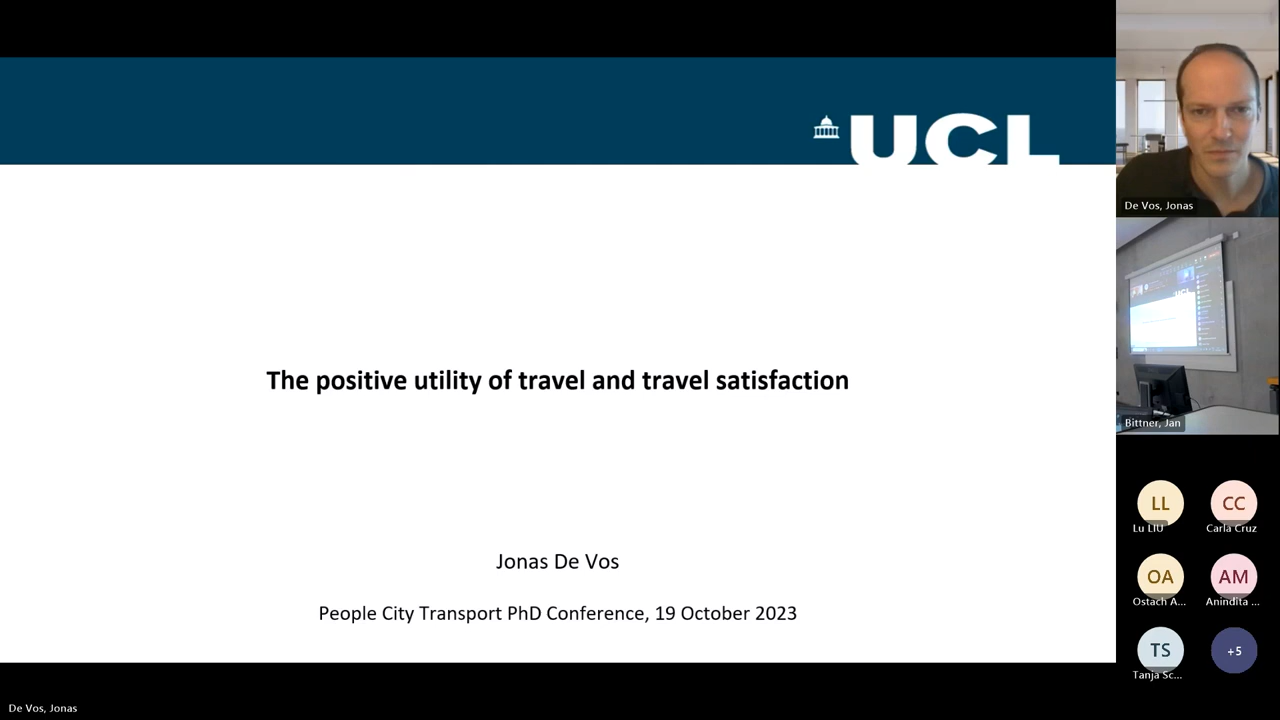 UCL
The positive utility of travel and travel satisfaction
Jonas De Vos
People City Transport PhD Conference, 19 October 2023
De Vos, Jonas
De Vos, Jonas
UCL
Bittner, Jan
LL
Lu LIU
CC
Carla Cruz
OA
Ostach A...
AM
Anindita ...
TS
Tanja Sc...
+5